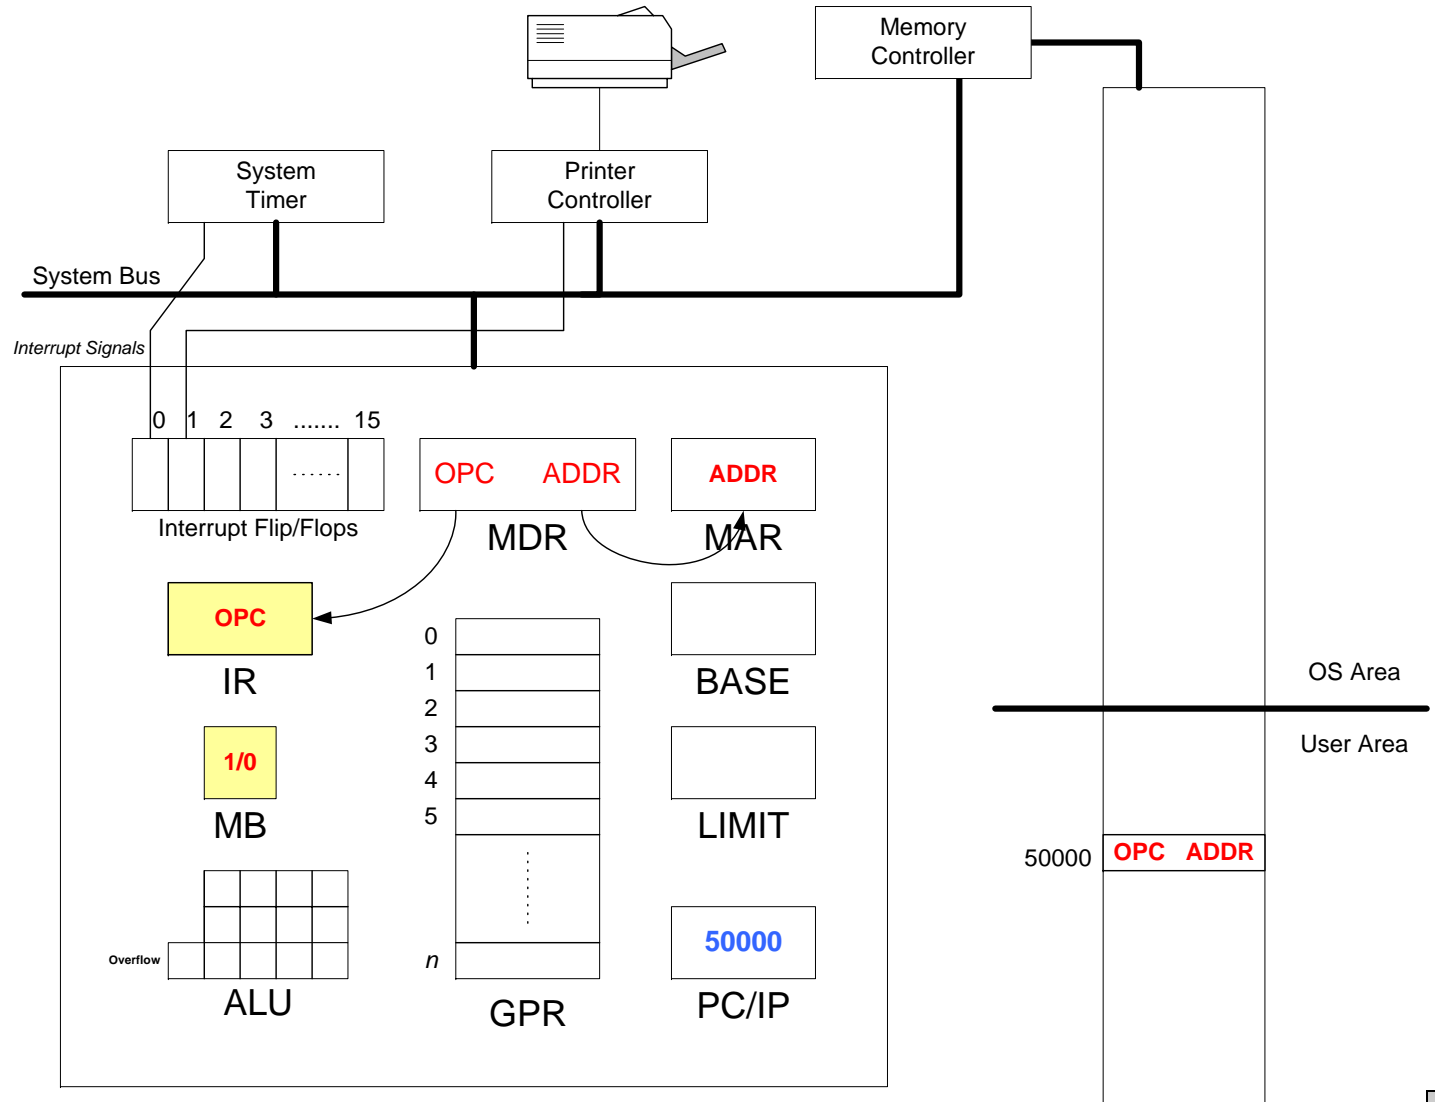 Memory
Controller
System
Timer
Printer
Controller
System Bus
Interrupt Signals
0 1 2 3 ....... 15
OPC ADDR
ADDR
Interrupt Flip/Flops
MDR
MAR
OPC
IR
BASE
0
1
2
3
4
5
n
GPR
1/0
MB
LIMIT
Overflow
ALU
50000
PC/IP
OS Area
User Area
50000 OPC ADDR